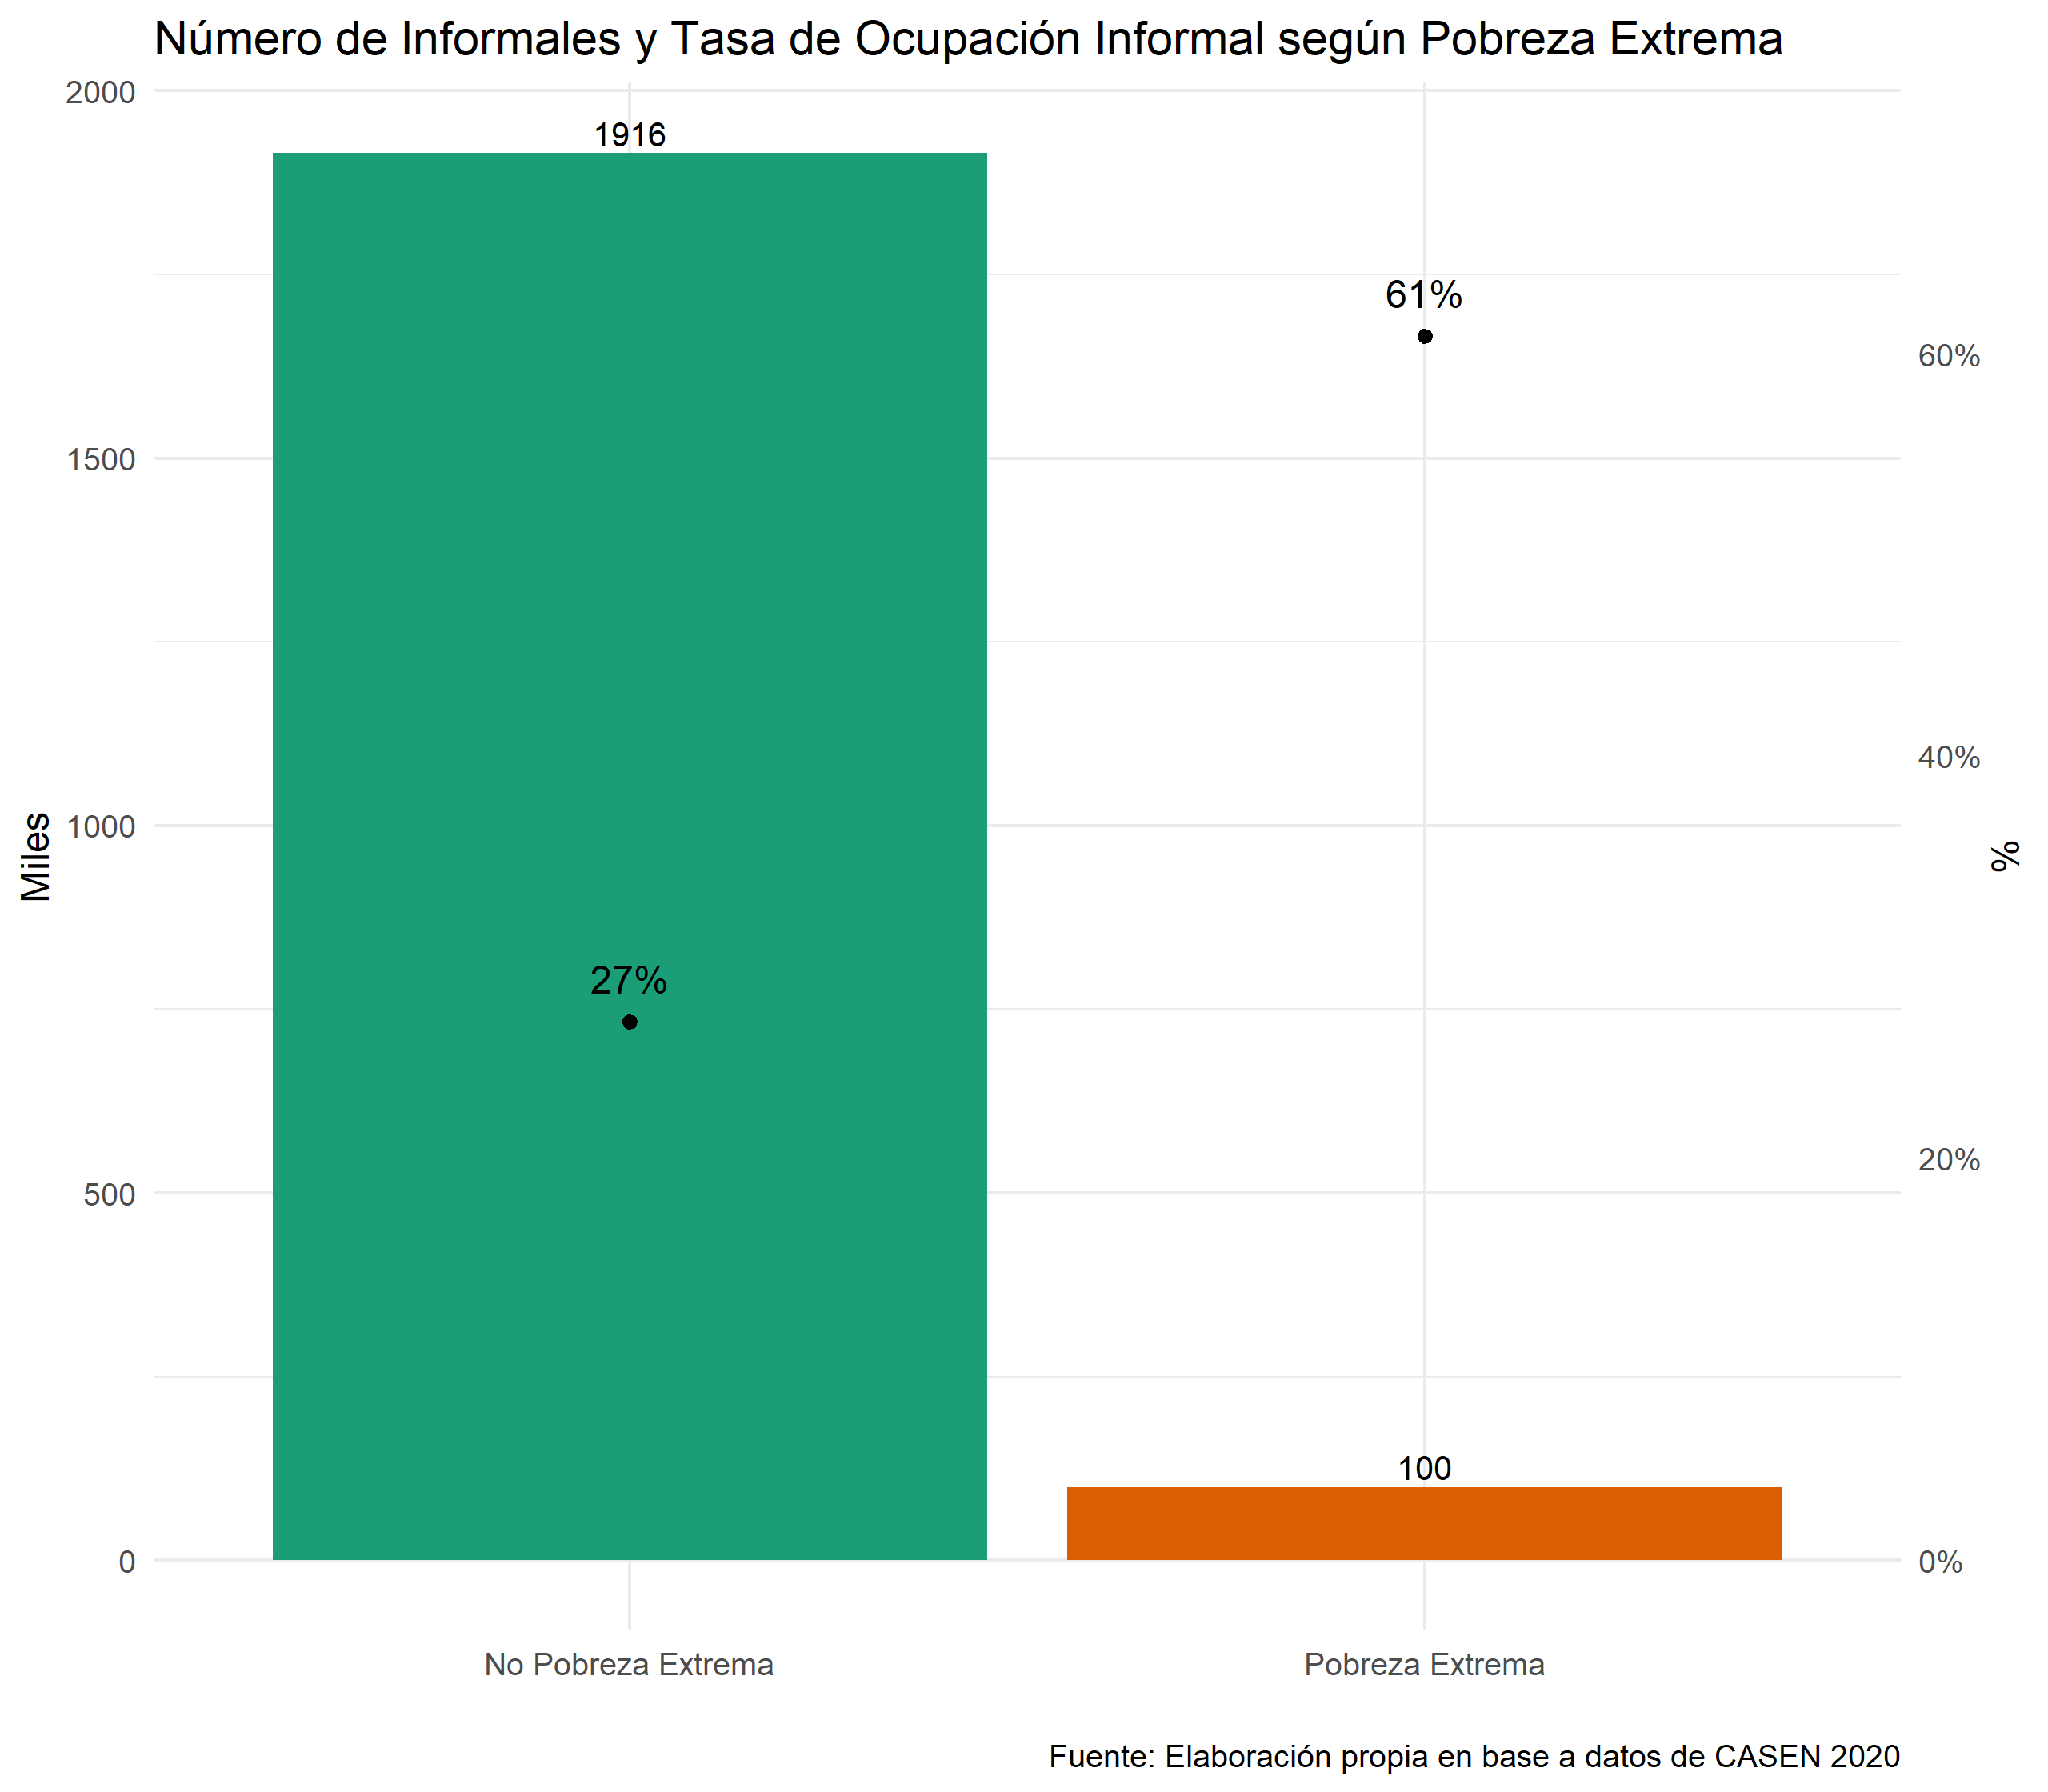 Número de Informales y Tasa de Ocupación Informal según Pobreza Extrema
2000
1916
61%
60%
1500
40%
1000
Miles
%
27%
20%
500
100
0
0%
No Pobreza Extrema
Pobreza Extrema
Fuente: Elaboración propia en base a datos de CASEN 2020